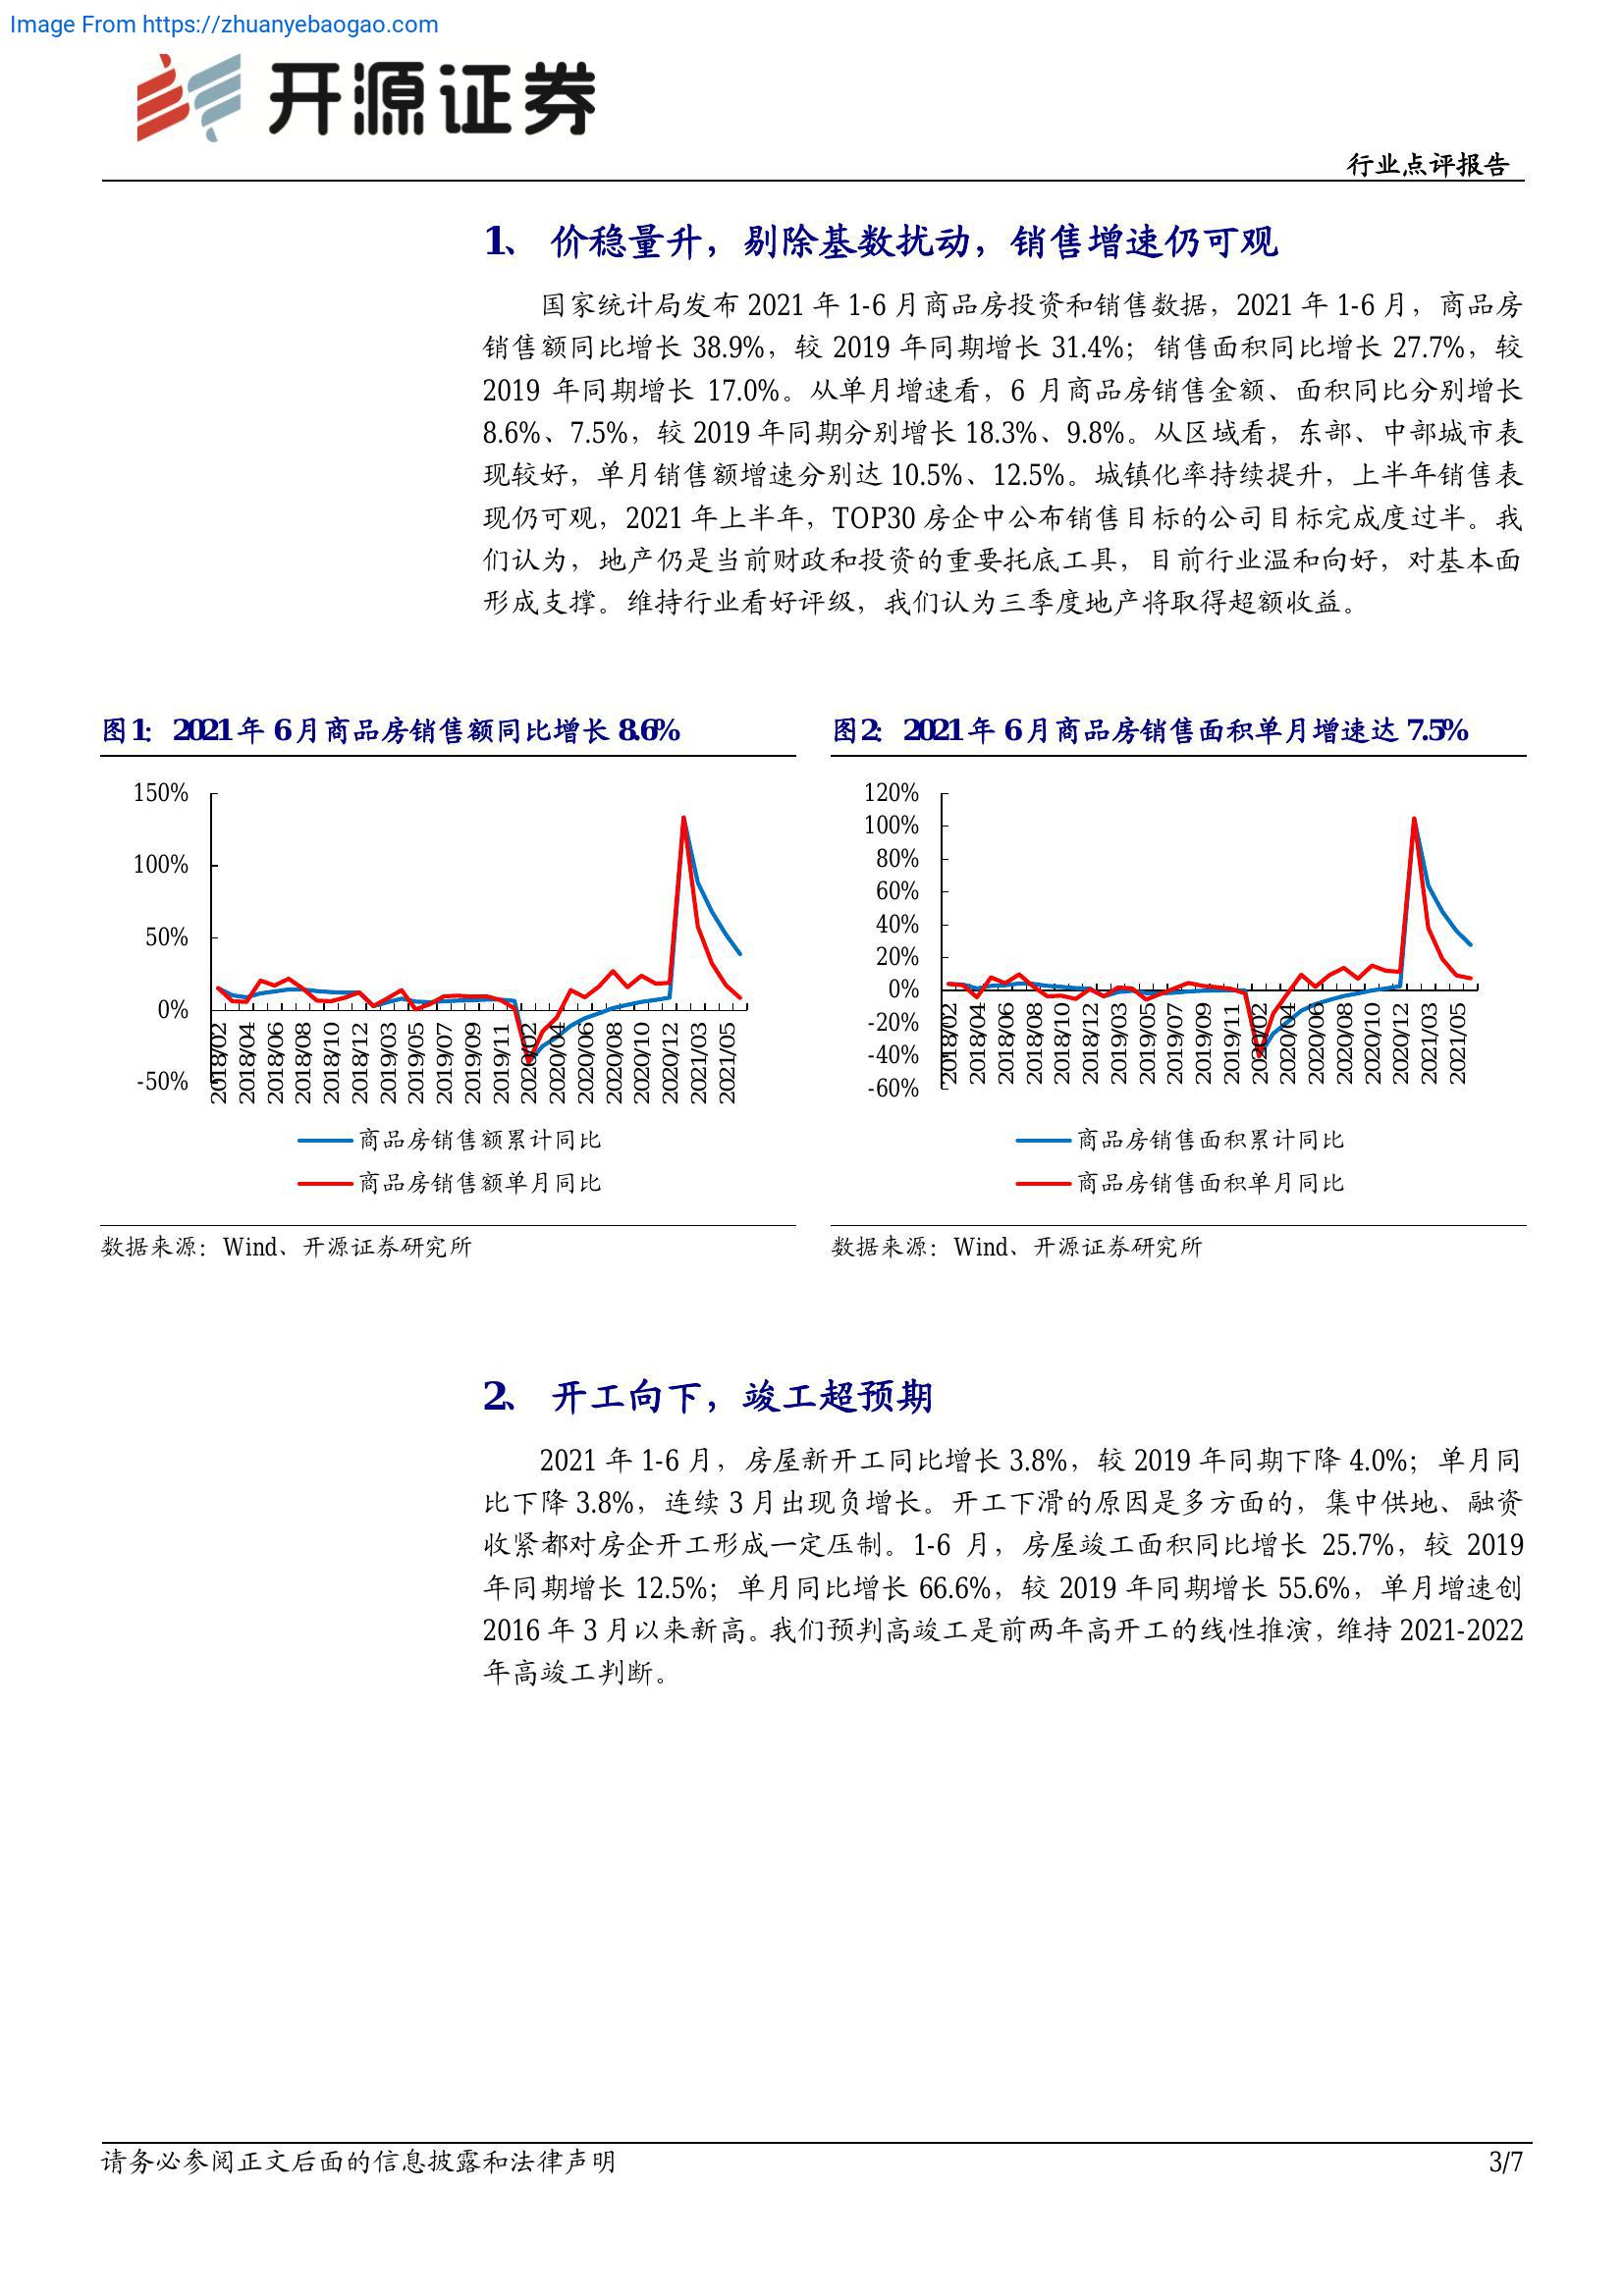 Image From https://zhuanyebaogao.com
开源证券
行业点评报告
1、 价稳量升，剔除基数扰动，销售增速仍可观
国家统计局发布 2021 年 1-6 月商品房投资和销售数据，2021 年 1-6 月，商品房
销售额同比增长 38.9%，较 2019 年同期增长 31.4%；销售面积同比增长 27.7%，较
2019 年同期增长 17.0%。从单月增速看，6 月商品房销售金额、面积同比分别增长
8.6%、7.5%，较 2019 年同期分别增长 18.3%、9.8%。从区域看，东部、中部城市表
现较好，单月销售额增速分别达 10.5%、12.5%。城镇化率持续提升，上半年销售表
现仍可观，2021 年上半年，TOP30 房企中公布销售目标的公司目标完成度过半。我
们认为，地产仍是当前财政和投资的重要托底工具，目前行业温和向好，对基本面
形成支撑。维持行业看好评级，我们认为三季度地产将取得超额收益。
图 1： 2021 年 6 月商品房销售额同比增长 8.6%
150%
100%
50%
0%
-50%
2018/02
2018/04
2018/06
2018/08
2018/10
2018/12
2019/03
2019/05
2019/07
2019/09
2019/11
2020/02
2020/04
2020/06
2020/08
2020/10
2020/12
2021/03
2021/05
商品房销售额累计同比
商品房销售额单月同比
数据来源：Wind、开源证券研究所
图 2： 2021 年 6 月商品房销售面积单月增速达 7.5%
120%
100%
80%
60%
40%
20%
0%
-20%
-40%
-60%
2018/02
2018/04
2018/06
2018/08
2018/10
2018/12
2019/03
2019/05
2019/07
2019/09
2019/11
2020/02
2020/04
2020/06
2020/08
2020/10
2020/12
2021/03
2021/05
商品房销售面积累计同比
商品房销售面积单月同比
数据来源：Wind、开源证券研究所
2、 开工向下，竣工超预期
2021 年 1-6 月，房屋新开工同比增长 3.8%，较 2019 年同期下降 4.0%；单月同
比下降 3.8%，连续 3 月出现负增长。开工下滑的原因是多方面的，集中供地、融资
收紧都对房企开工形成一定压制。1-6 月，房屋竣工面积同比增长 25.7%，较 2019
年同期增长 12.5%；单月同比增长 66.6%，较 2019 年同期增长 55.6%，单月增速创
2016 年 3 月以来新高。我们预判高竣工是前两年高开工的线性推演，维持 2021-2022
年高竣工判断。
请务必参阅正文后面的信息披露和法律声明
3/7